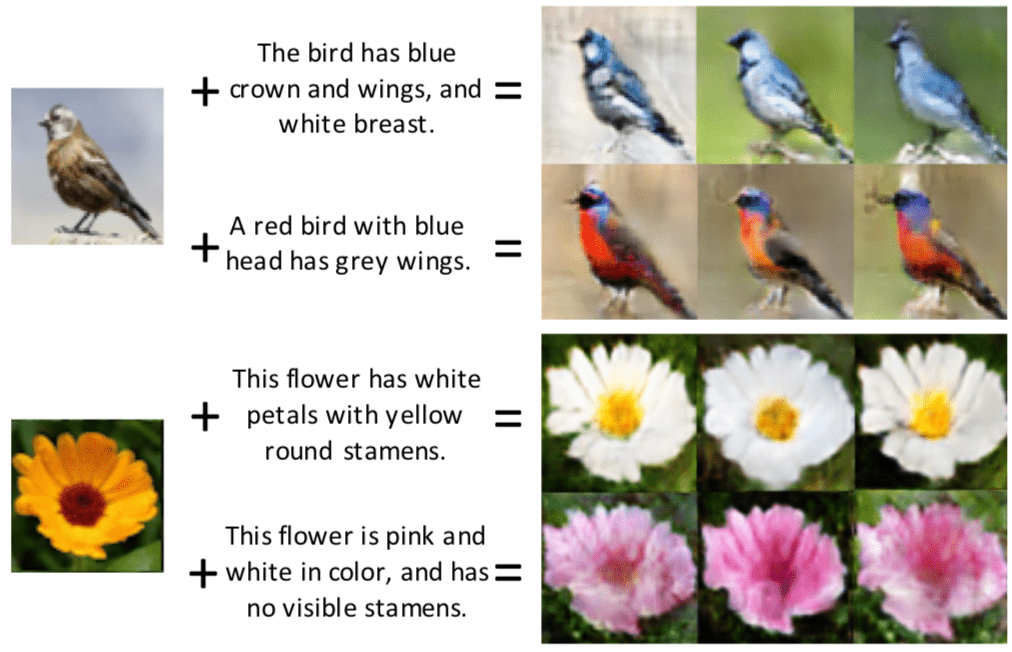 The bird has blue
+ crown and wings, and =
white breast.
A red bird with blue
+ head has grey wings. =
This flower has white
+ petals with yellow =
round stamens.
This flower is pink and
+ white in color, and has =
no visible stamens.